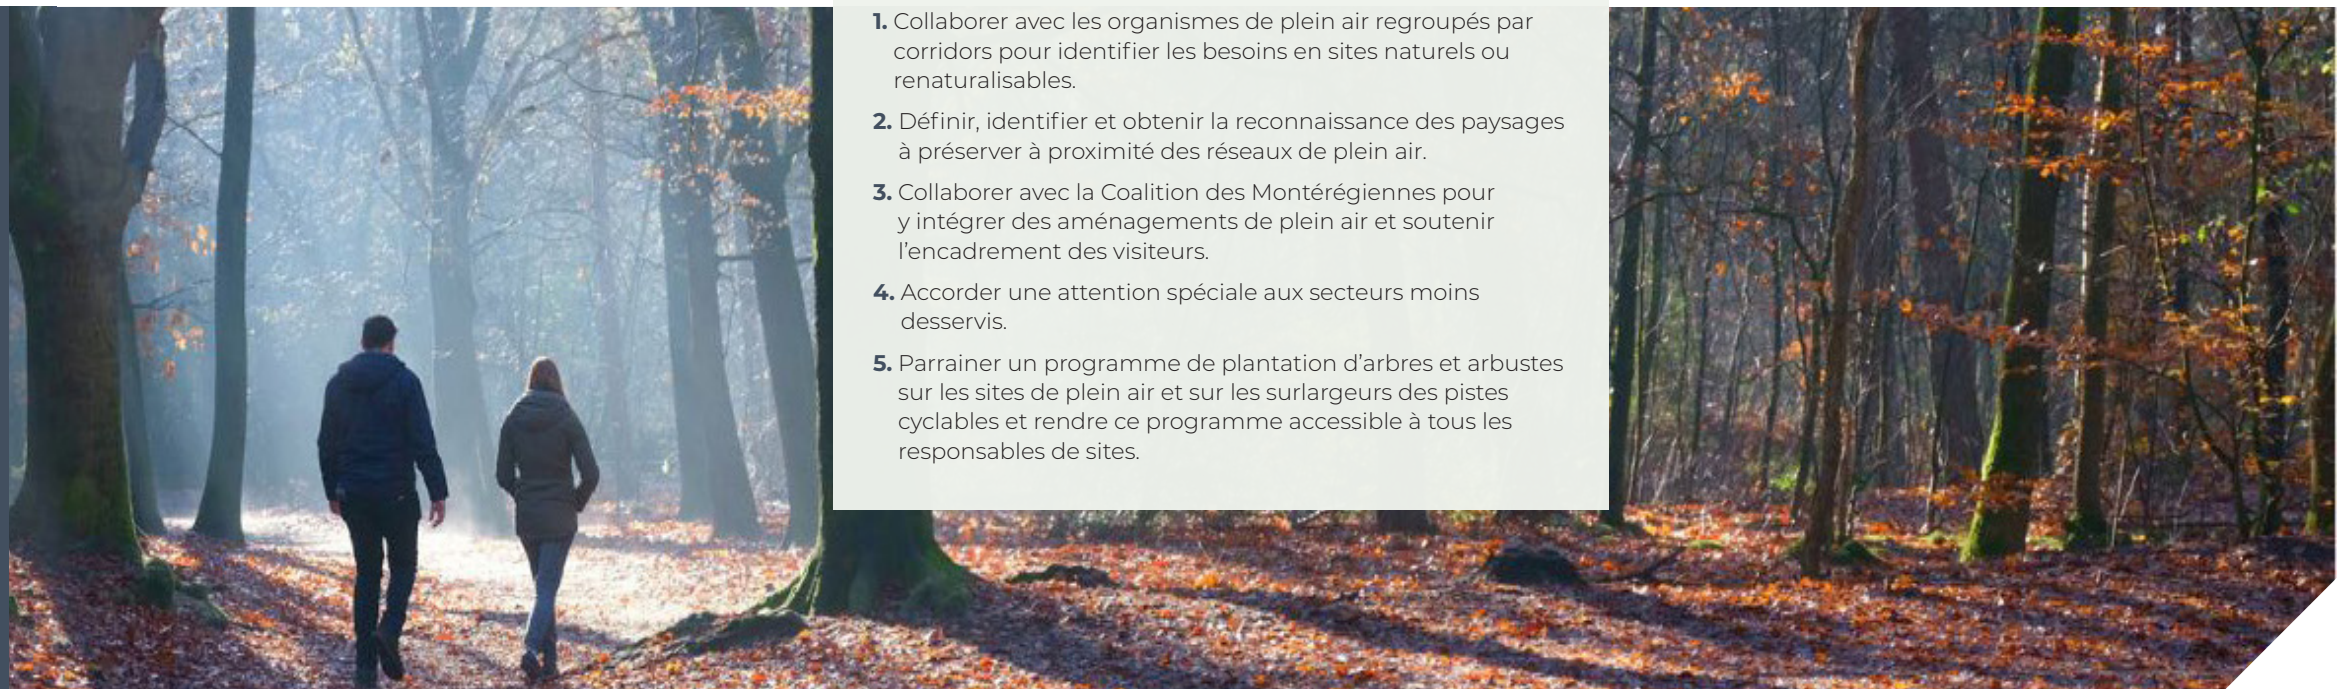 1. Collaborer avec les organismes de plein air regroupés par
corridors pour identifier les besoins en sites naturels ou
renaturalisables.
2. Définir, identifier et obtenir la reconnaissance des paysages
à préserver à proximité des réseaux de plein air.
3. Collaborer avec la Coalition des Montérégiennes pour
y intégrer des aménagements de plein air et soutenir
l’encadrement des visiteurs.
4. Accorder une attention spéciale aux secteurs moins
desservis.
5. Parrainer un programme de plantation d’arbres et arbustes
sur les sites de plein air et sur les surlargeurs des pistes
cyclables et rendre ce programme accessible à tous les
responsables de sites.